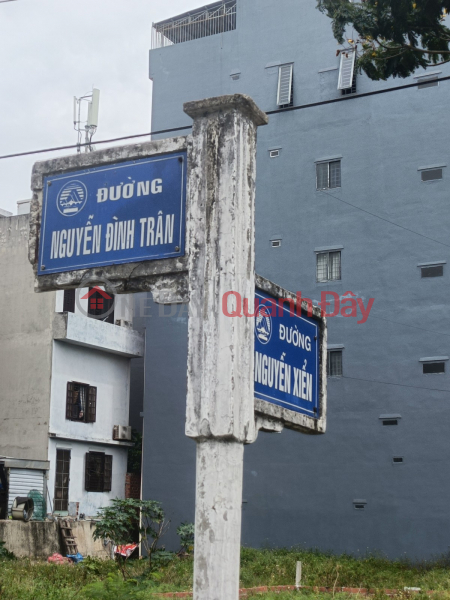 ĐƯỜNG
NGUYỄN ĐÌNH TRÂN
ĐƯỜNG
NGUYỄN XIỂN
Quanh Đây